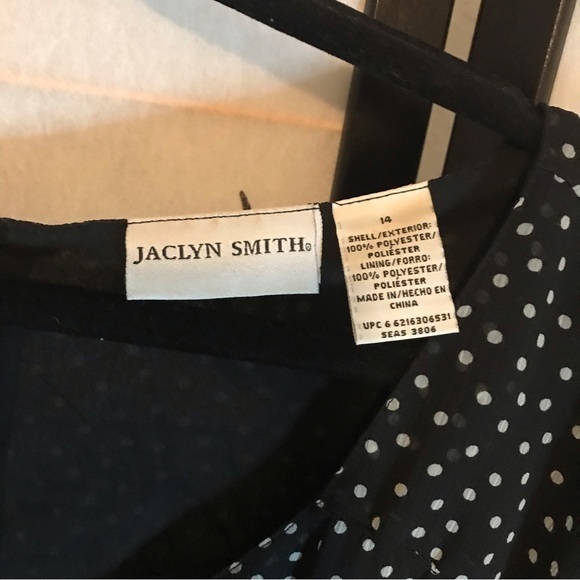 JACLYN SMITH®
14
SHELL/EXTERIOR:
100% POLYESTER/
POLIÉSTER
LINING/FORRO:
100% POLYESTER/
POLIÉSTER
MADE IN/HECHO EN
CHINA
UPC 6 6216306531
SEAS 3806